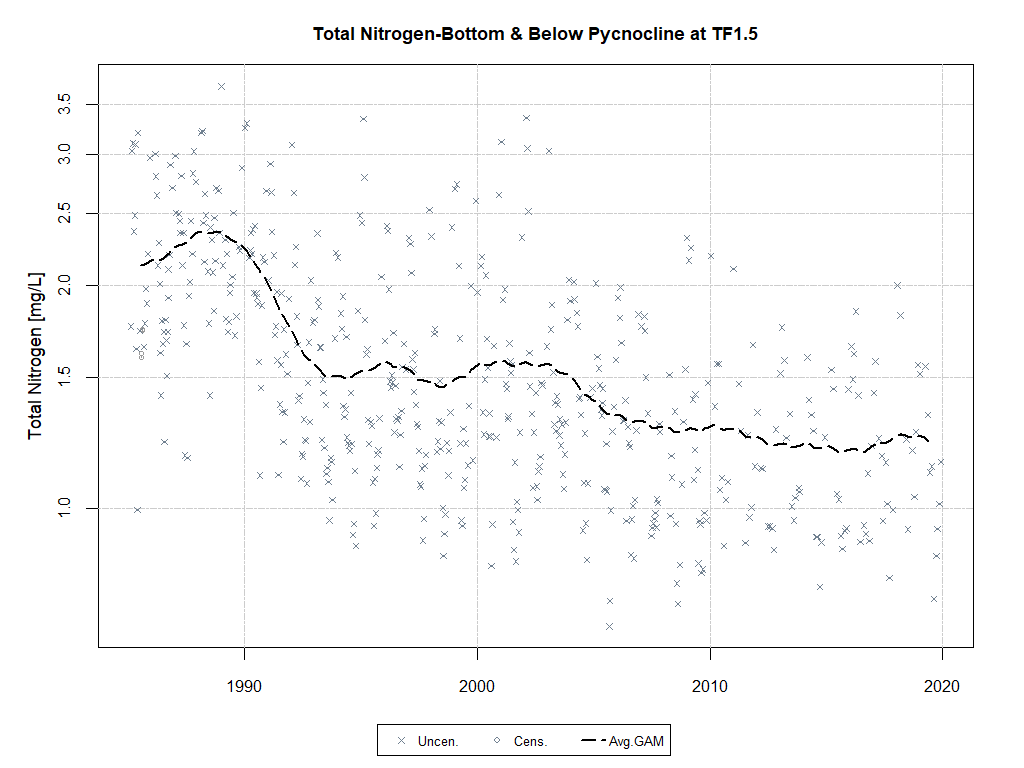 Total Nitrogen-Bottom & Below Pycnocline at TF1.5
Total Nitrogen [mg/L]
3.5
3.0
2.5
2.0
1.5
1.0
1990 2000 2010 2020
Uncen. Cens. Avg.GAM